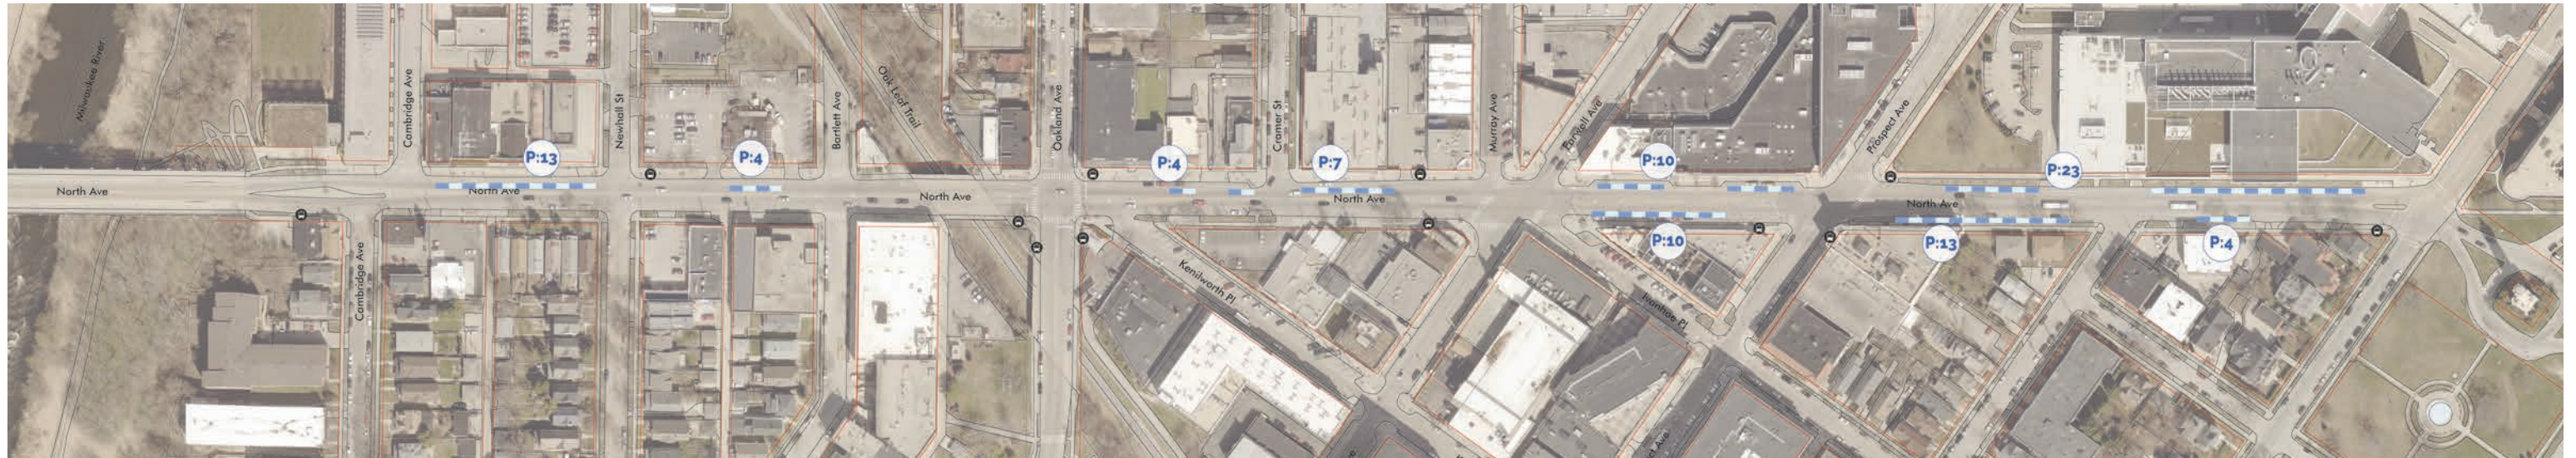 Milwaukee River
Cambridge Ave
Newhall St
Bartlett Ave
Oak Leaf Trail
Oakland Ave
Cramer St
Murray Ave
Farwell Ave
Prospect Ave
P:13
P:4
P:4
P:7
P:10
P:23
North Ave
North Ave
North Ave
North Ave
North Ave
P:10
P:13
P:4
Cambridge Ave
Kenilworth Pl
Ivanhoe Pl